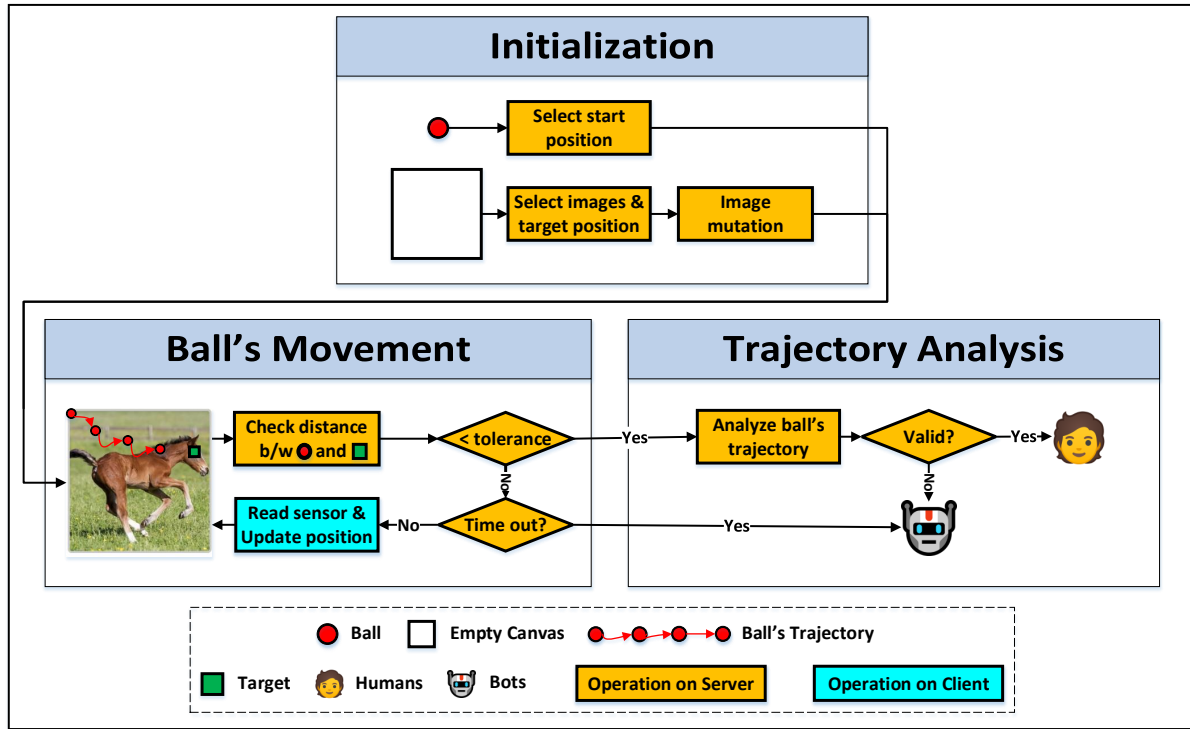 Initialization
Select start
position
Select images &
target position
Image
mutation
Ball's Movement
Trajectory Analysis
Check distance
b/w and
< tolerance
Yes
Analyze ball's
trajectory
Valid?
Yes
No
No
Read sensor &
Update position
No
Time out?
Yes
Ball
Empty Canvas
Ball's Trajectory
Target
Humans
Bots
Operation on Server
Operation on Client